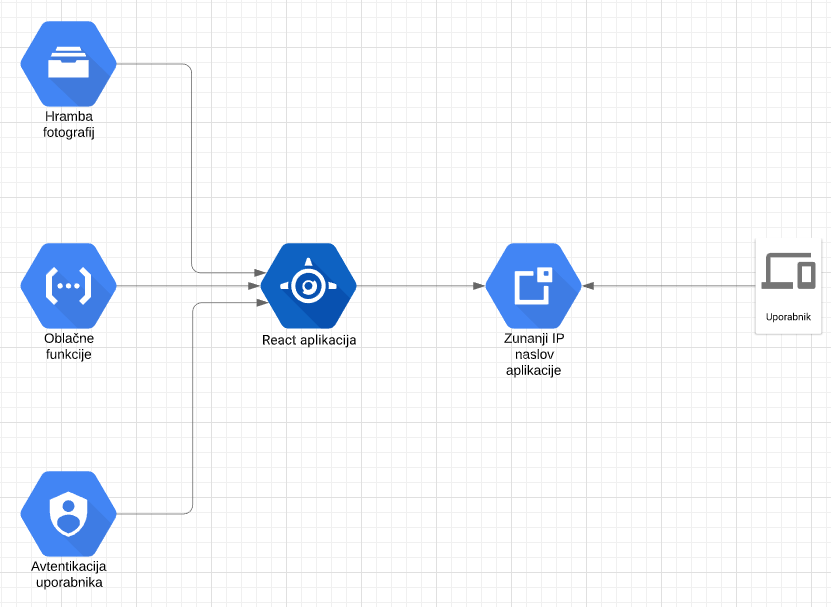 Hramba
fotografij
Oblačne
funkcije
React aplikacija
Zunanji IP
naslov
aplikacije
Uporabnik
Avtentikacija
uporabnika